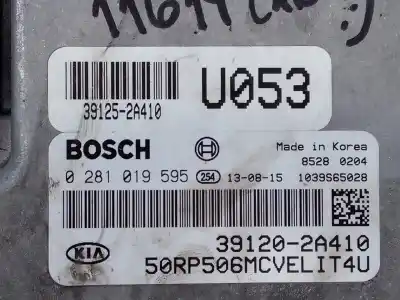 39125-2A410
U053
BOSCH
Made in Korea
8528 0204
0 281 019 595 254 13-08-15 1039S65028
KIA
39120-2A410
50RP506MCVELIT4U